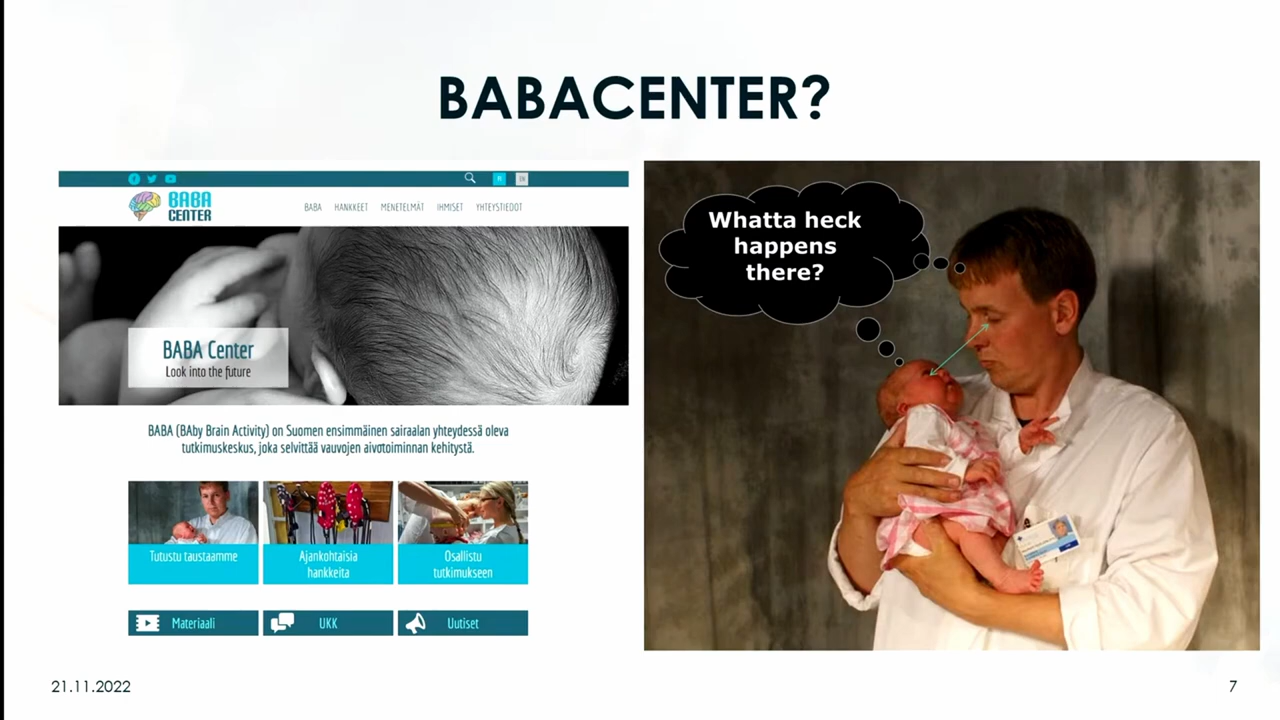 BABACENTER?
BABA
CENTER
BABA HANKKEET MENETELMÄT IHMISET YHTEYSTIEDOT
BABA Center
Look into the future
BABA (BAby Brain Activity) on Suomen ensimmäinen sairaalan yhteydessä oleva
tutkimuskeskus, joka selvittää vauvojen aivotoiminnan kehitystä.
Tutustu taustaamme
Ajankohtaisia
hankkeita
Osallistu
tutkimukseen
Materiaali
UKK
Uutiset
Whatta heck
happens
there?
21.11.2022
7